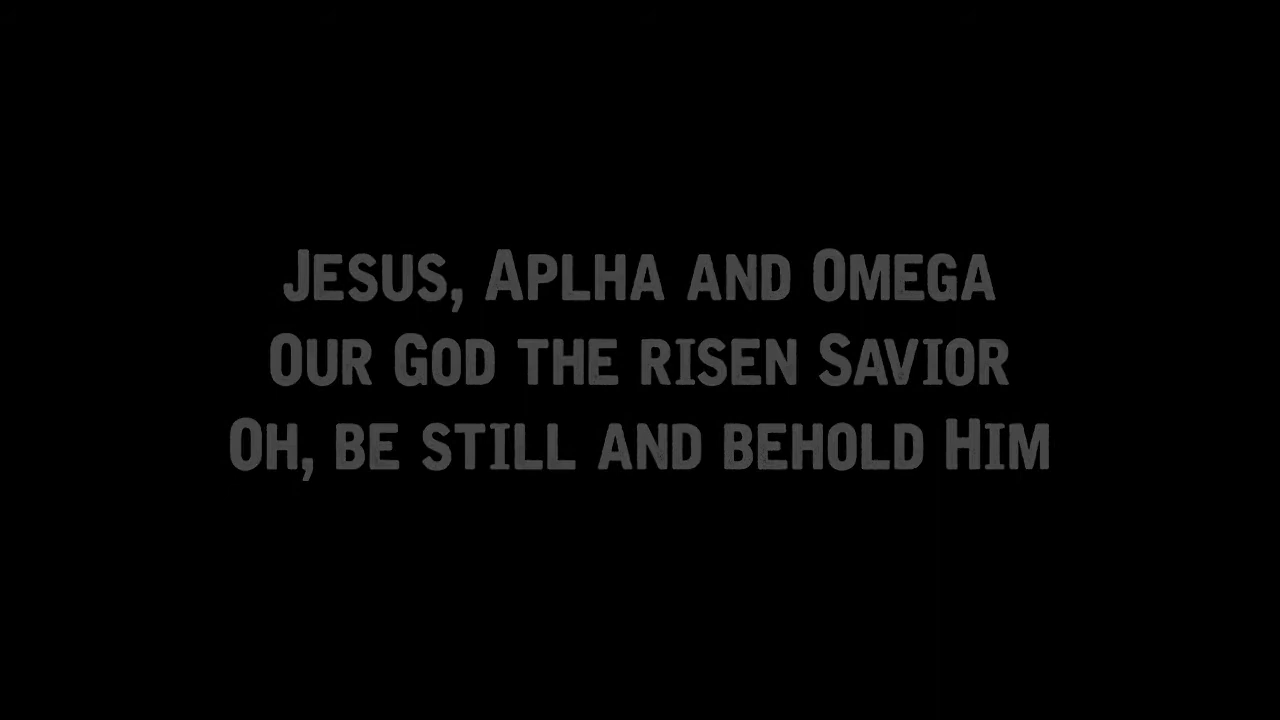 Jesus, Aplha and Omega
Our God the risen Savior
Oh, be still and behold Him